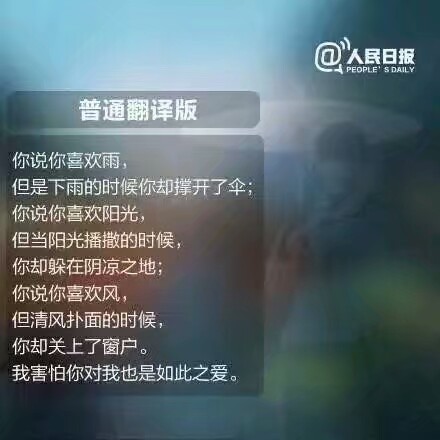 @人民日报
PEOPLE'S DAILY
普通翻译版
你说你喜欢雨，
但是下雨的时候你却撑开了伞；
你说你喜欢阳光，
但当阳光播撒的时候，
你却躲在阴凉之地；
你说你喜欢风，
但清风扑面的时候，
你却关上了窗户。
我害怕你对我也是如此之爱。